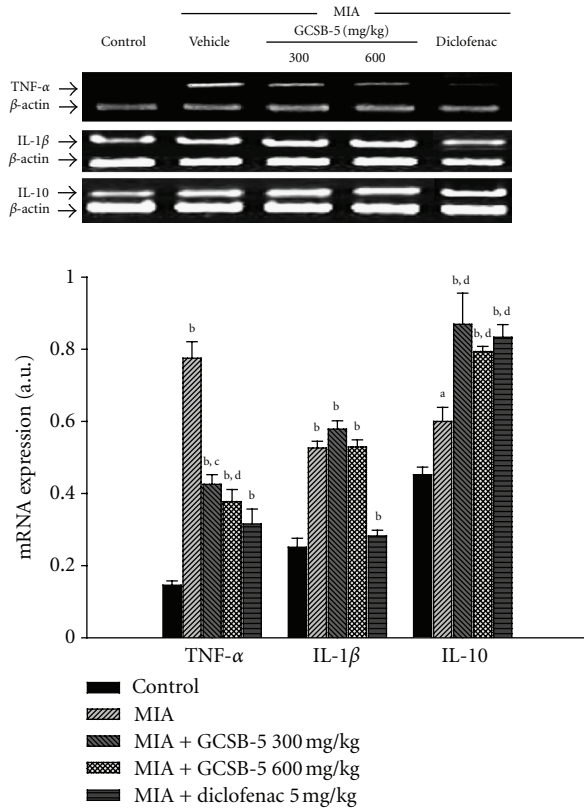 MIA
GCSB-5 (mg/kg)
Control Vehicle Diclofenac
300 600
TNF-α
β-actin
IL-1β
β-actin
IL-10
β-actin
1
0.8
0.6
0.4
0.2
0
mRNA expression (a.u.)
b
b, c
b, d
b
b
b
b
b
a
b, d
b, d
b, d
TNF-α IL-1β IL-10
Control
MIA
MIA + GCSB-5 300 mg/kg
MIA + GCSB-5 600 mg/kg
MIA + diclofenac 5 mg/kg